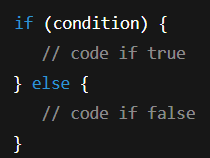 if (condition) {
    // code if true
} else {
    // code if false
}